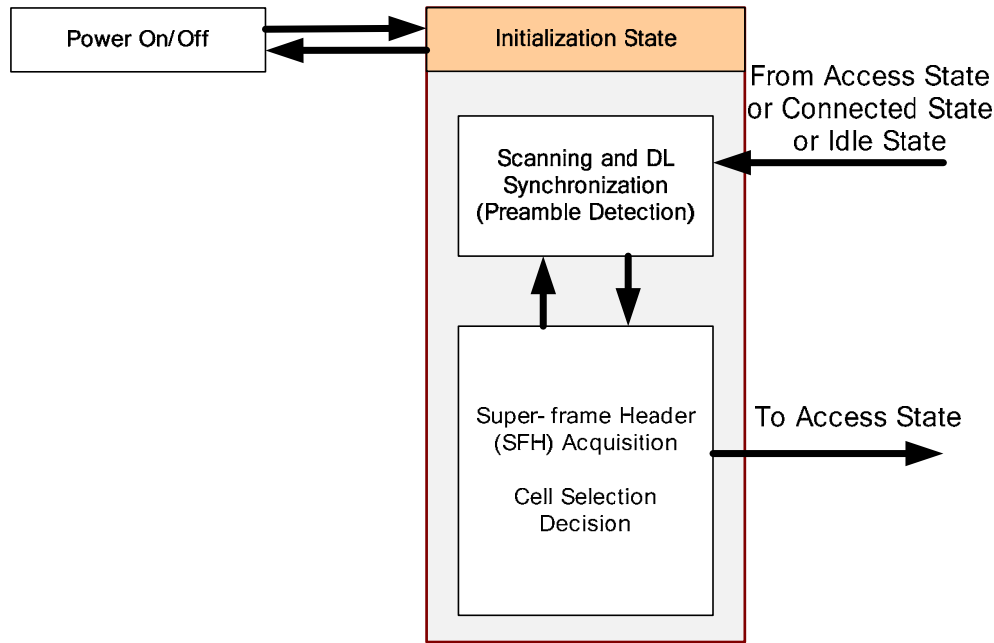 Power On/Off
Initialization State
From Access State
or Connected State
or Idle State
Scanning and DL
Synchronization
(Preamble Detection)
Super- frame Header
(SFH) Acquisition
Cell Selection
Decision
To Access State